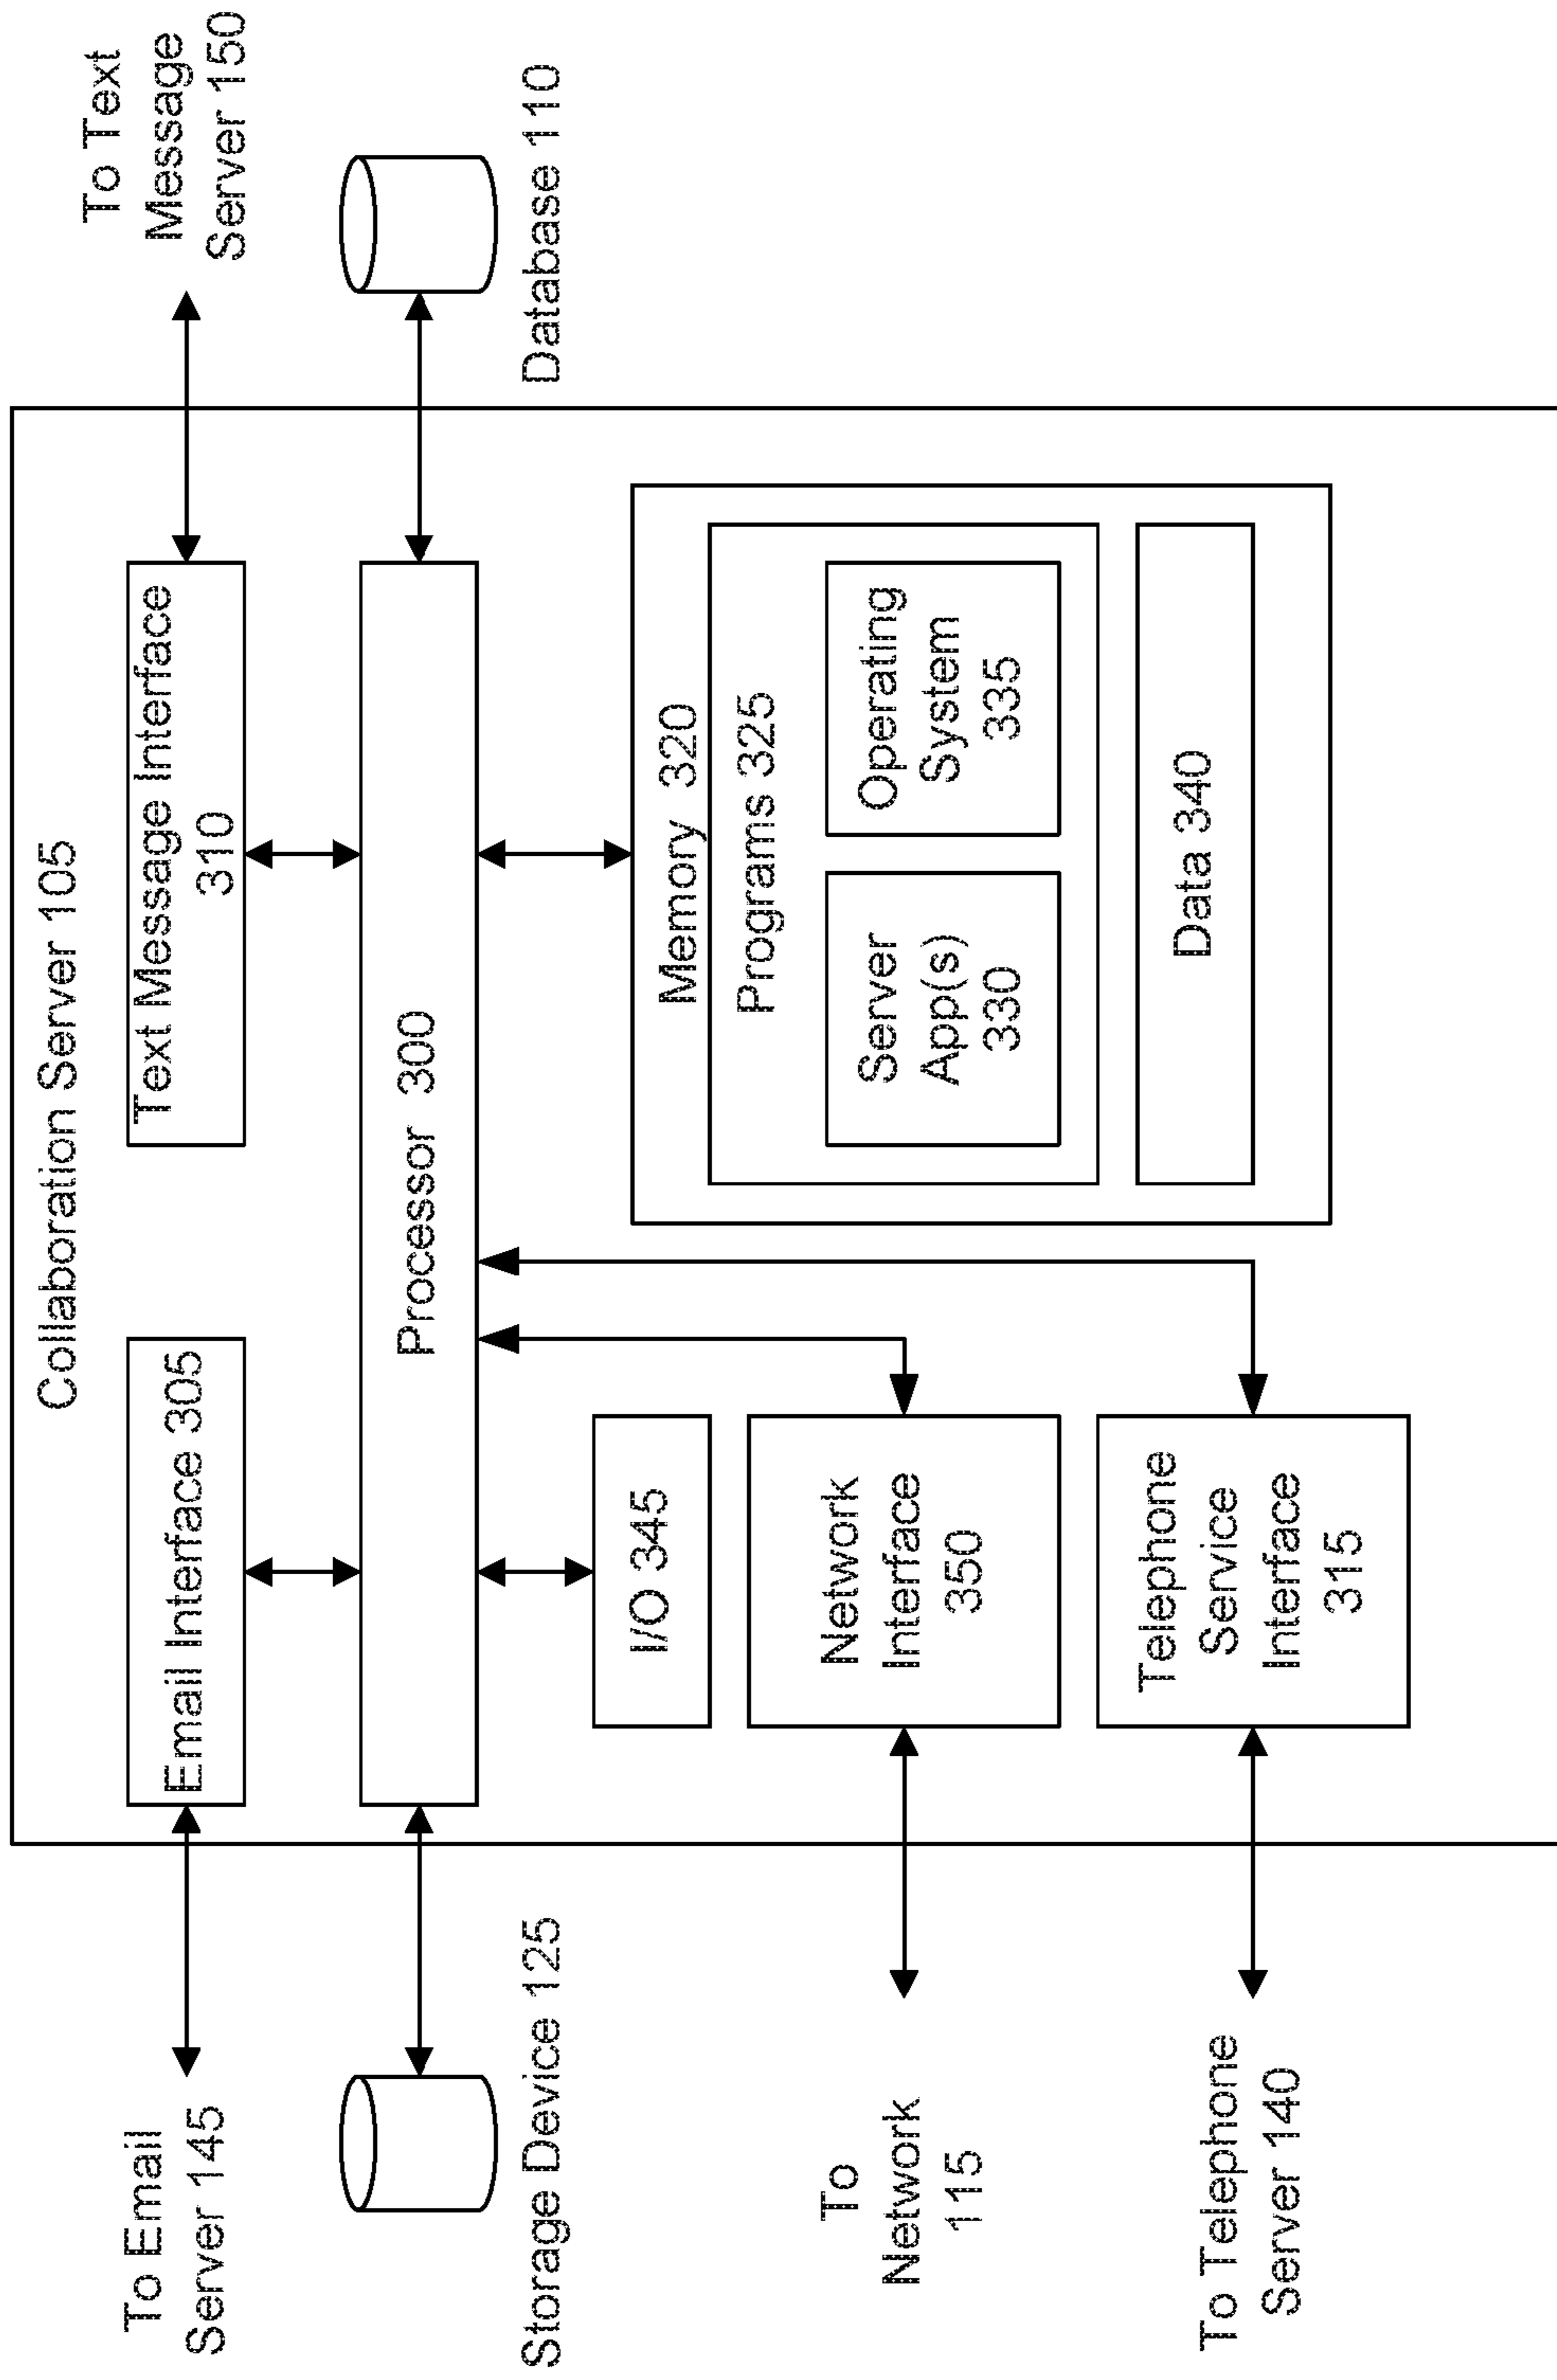 Collaboration Server 105
To Email
Server 145
Email Interface 305
Text Message Interface
310
To Text
Message
Server 150
Storage Device 125
Processor 300
Database 110
I/O 345
Memory 320
Programs 325
Server
App(s)
330
Operating
System
335
Data 340
To
Network
115
Network
Interface
350
To Telephone
Server 140
Telephone
Service
Interface
315